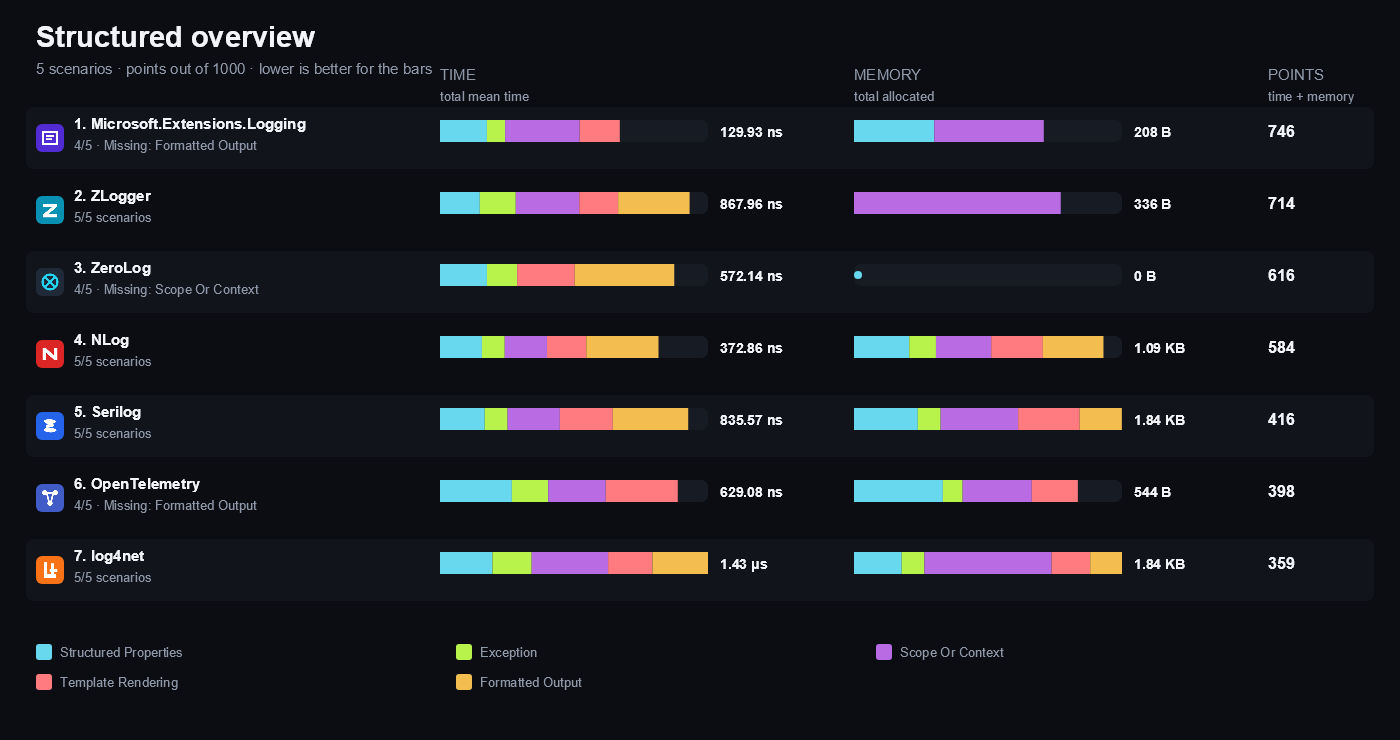 Structured overview
5 scenarios · points out of 1000 · lower is better for the bars
TIME
total mean time
MEMORY
total allocated
POINTS
time + memory
1. Microsoft.Extensions.Logging
4/5 · Missing: Formatted Output
129.93 ns
208 B
746
2. ZLogger
5/5 scenarios
867.96 ns
336 B
714
3. ZeroLog
4/5 · Missing: Scope Or Context
572.14 ns
0 B
616
4. NLog
5/5 scenarios
372.86 ns
1.09 KB
584
5. Serilog
5/5 scenarios
835.57 ns
1.84 KB
416
6. OpenTelemetry
4/5 · Missing: Formatted Output
629.08 ns
544 B
398
7. log4net
5/5 scenarios
1.43 μs
1.84 KB
359
Structured Properties
Exception
Scope Or Context
Template Rendering
Formatted Output